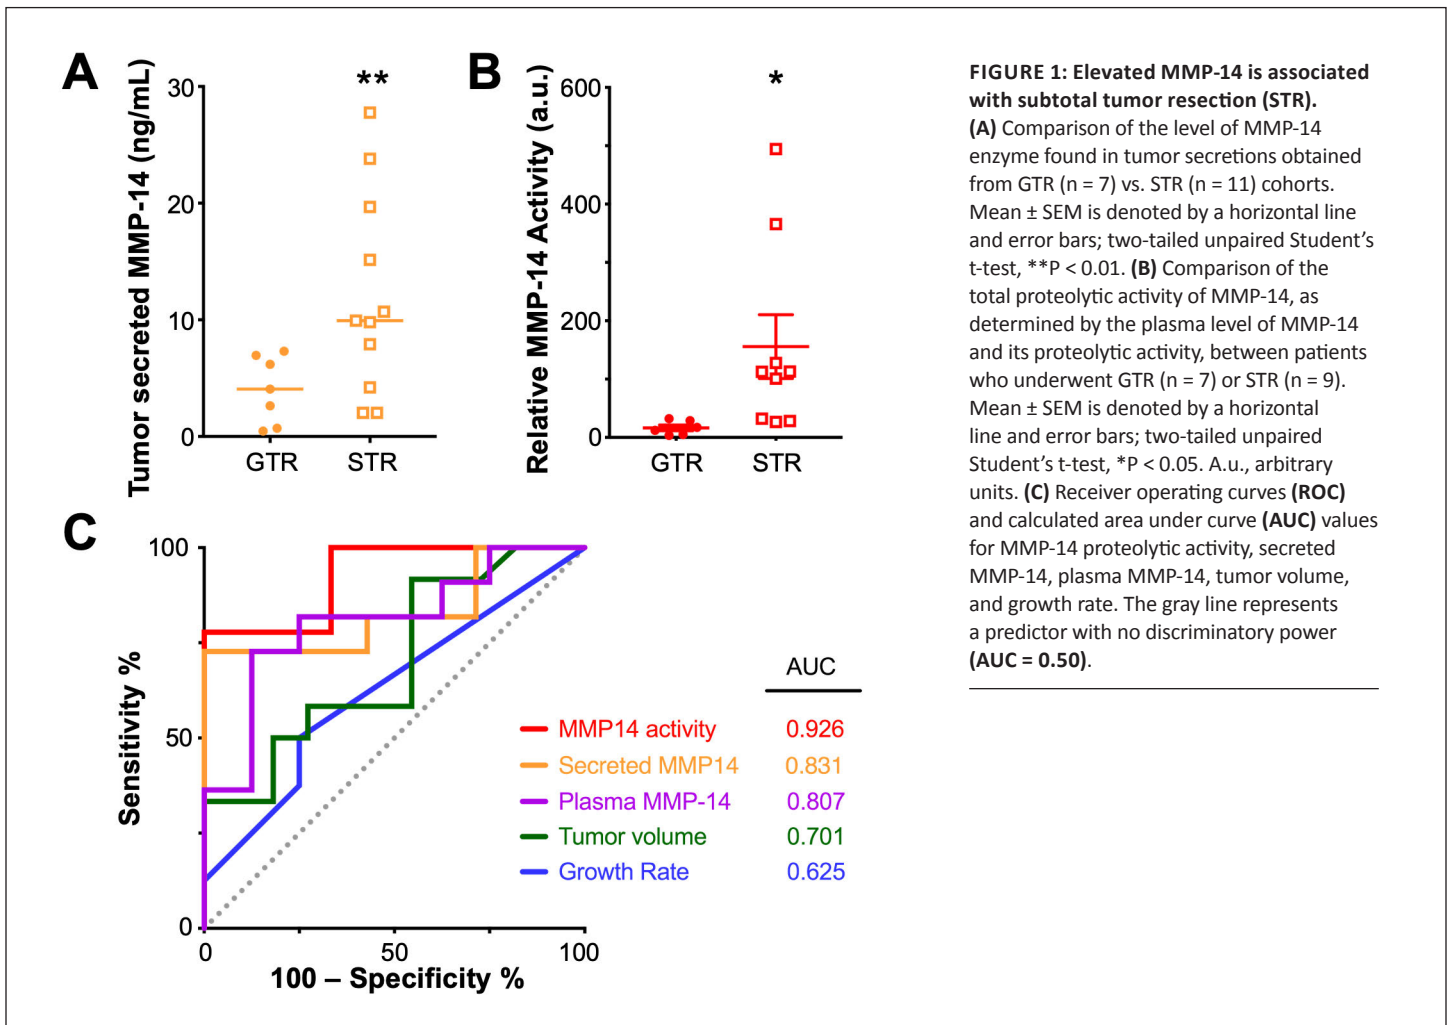 A
**
Tumor secreted MMP-14 (ng/mL)
30
20
10
0
GTR STR
B
*
Relative MMP-14 Activity (a.u.)
600
400
200
0
GTR STR
C
Sensitivity %
100
50
0
0 50 100
100 – Specificity %
AUC
MMP14 activity 0.926
Secreted MMP14 0.831
Plasma MMP-14 0.807
Tumor volume 0.701
Growth Rate 0.625
FIGURE 1: Elevated MMP-14 is associated
with subtotal tumor resection (STR).
(A) Comparison of the level of MMP-14
enzyme found in tumor secretions obtained
from GTR (n = 7) vs. STR (n = 11) cohorts.
Mean ± SEM is denoted by a horizontal line
and error bars; two-tailed unpaired Student’s
t-test, **P < 0.01. (B) Comparison of the
total proteolytic activity of MMP-14, as
determined by the plasma level of MMP-14
and its proteolytic activity, between patients
who underwent GTR (n = 7) or STR (n = 9).
Mean ± SEM is denoted by a horizontal
line and error bars; two-tailed unpaired
Student’s t-test, *P < 0.05. A.u., arbitrary
units. (C) Receiver operating curves (ROC)
and calculated area under curve (AUC) values
for MMP-14 proteolytic activity, secreted
MMP-14, plasma MMP-14, tumor volume,
and growth rate. The gray line represents
a predictor with no discriminatory power
(AUC = 0.50).